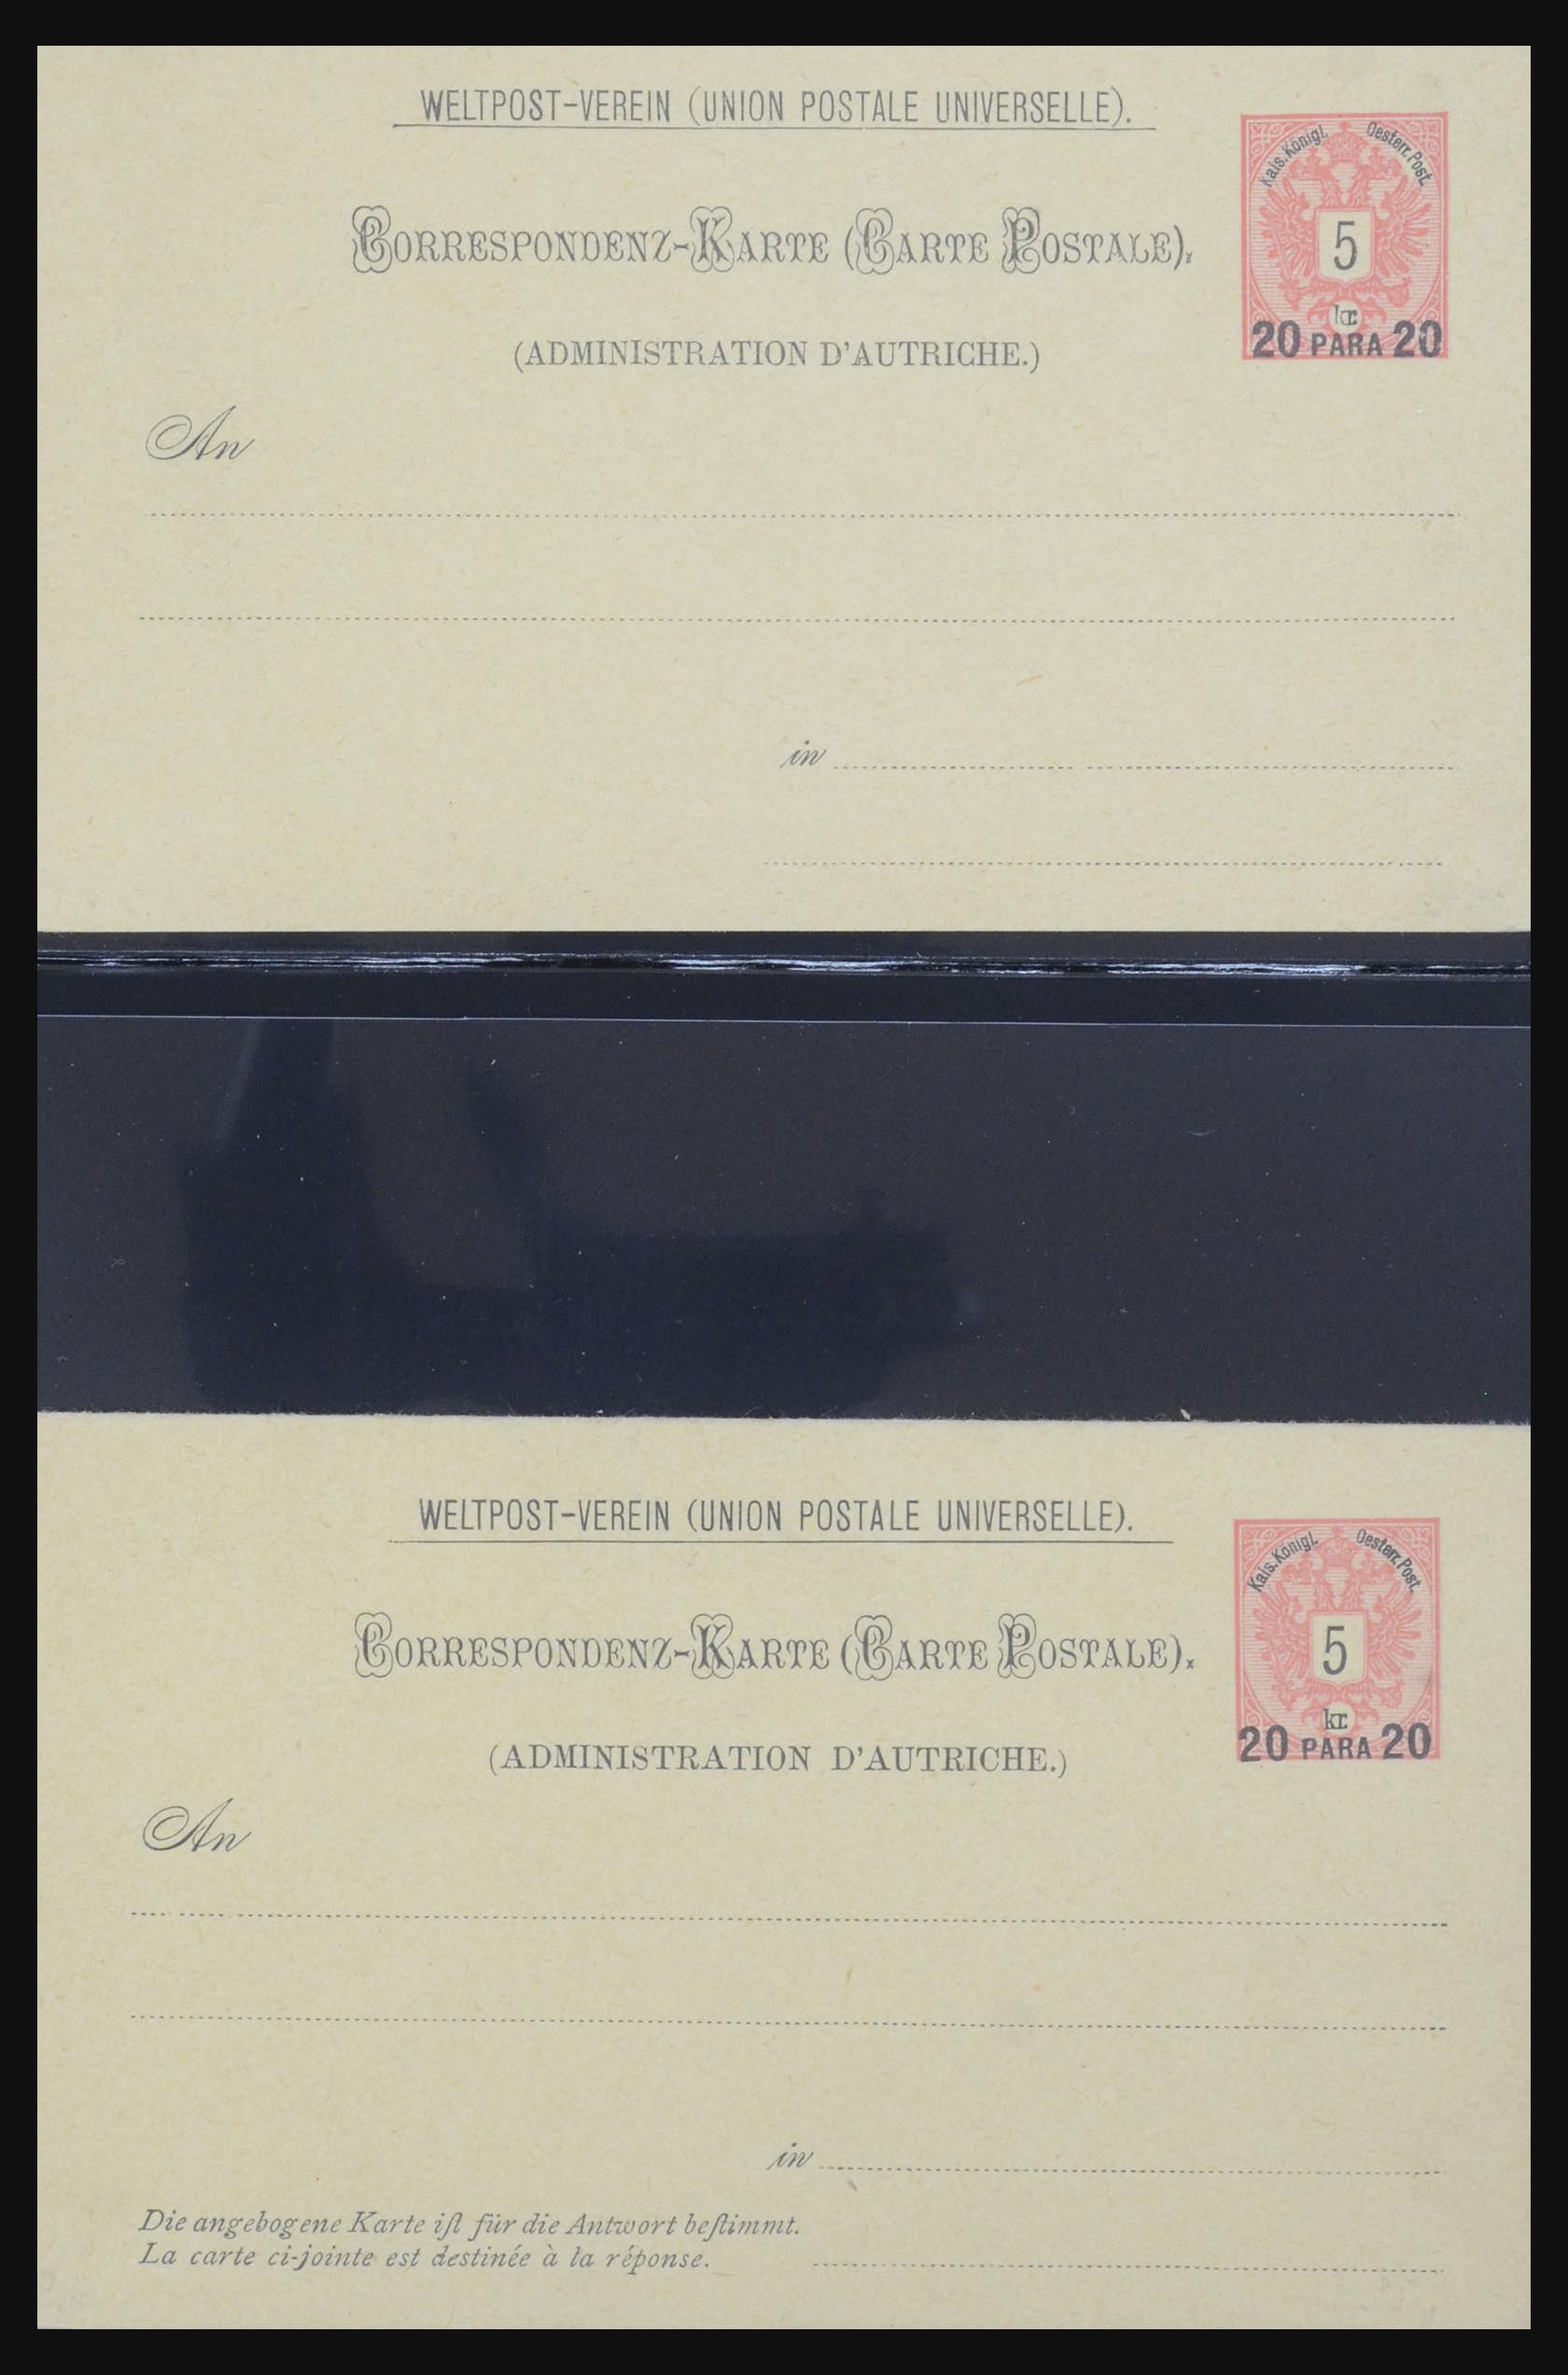 WELTPOST-VEREIN (UNION POSTALE UNIVERSELLE).
Kais. Königl. Oesterr. Post.
CORRESPONDENZ-KARTE (CARTE POSTALE).
5
kr.
20 PARA 20
(ADMINISTRATION D'AUTRICHE.)
An
in
WELTPOST-VEREIN (UNION POSTALE UNIVERSELLE).
Kais. Königl. Oesterr. Post.
CORRESPONDENZ-KARTE (CARTE POSTALE).
5
kr.
20 PARA 20
(ADMINISTRATION D'AUTRICHE.)
An
in
Die angebogene Karte iſt für die Antwort beſtimmt.
La carte ci-jointe est destinée à la réponse.